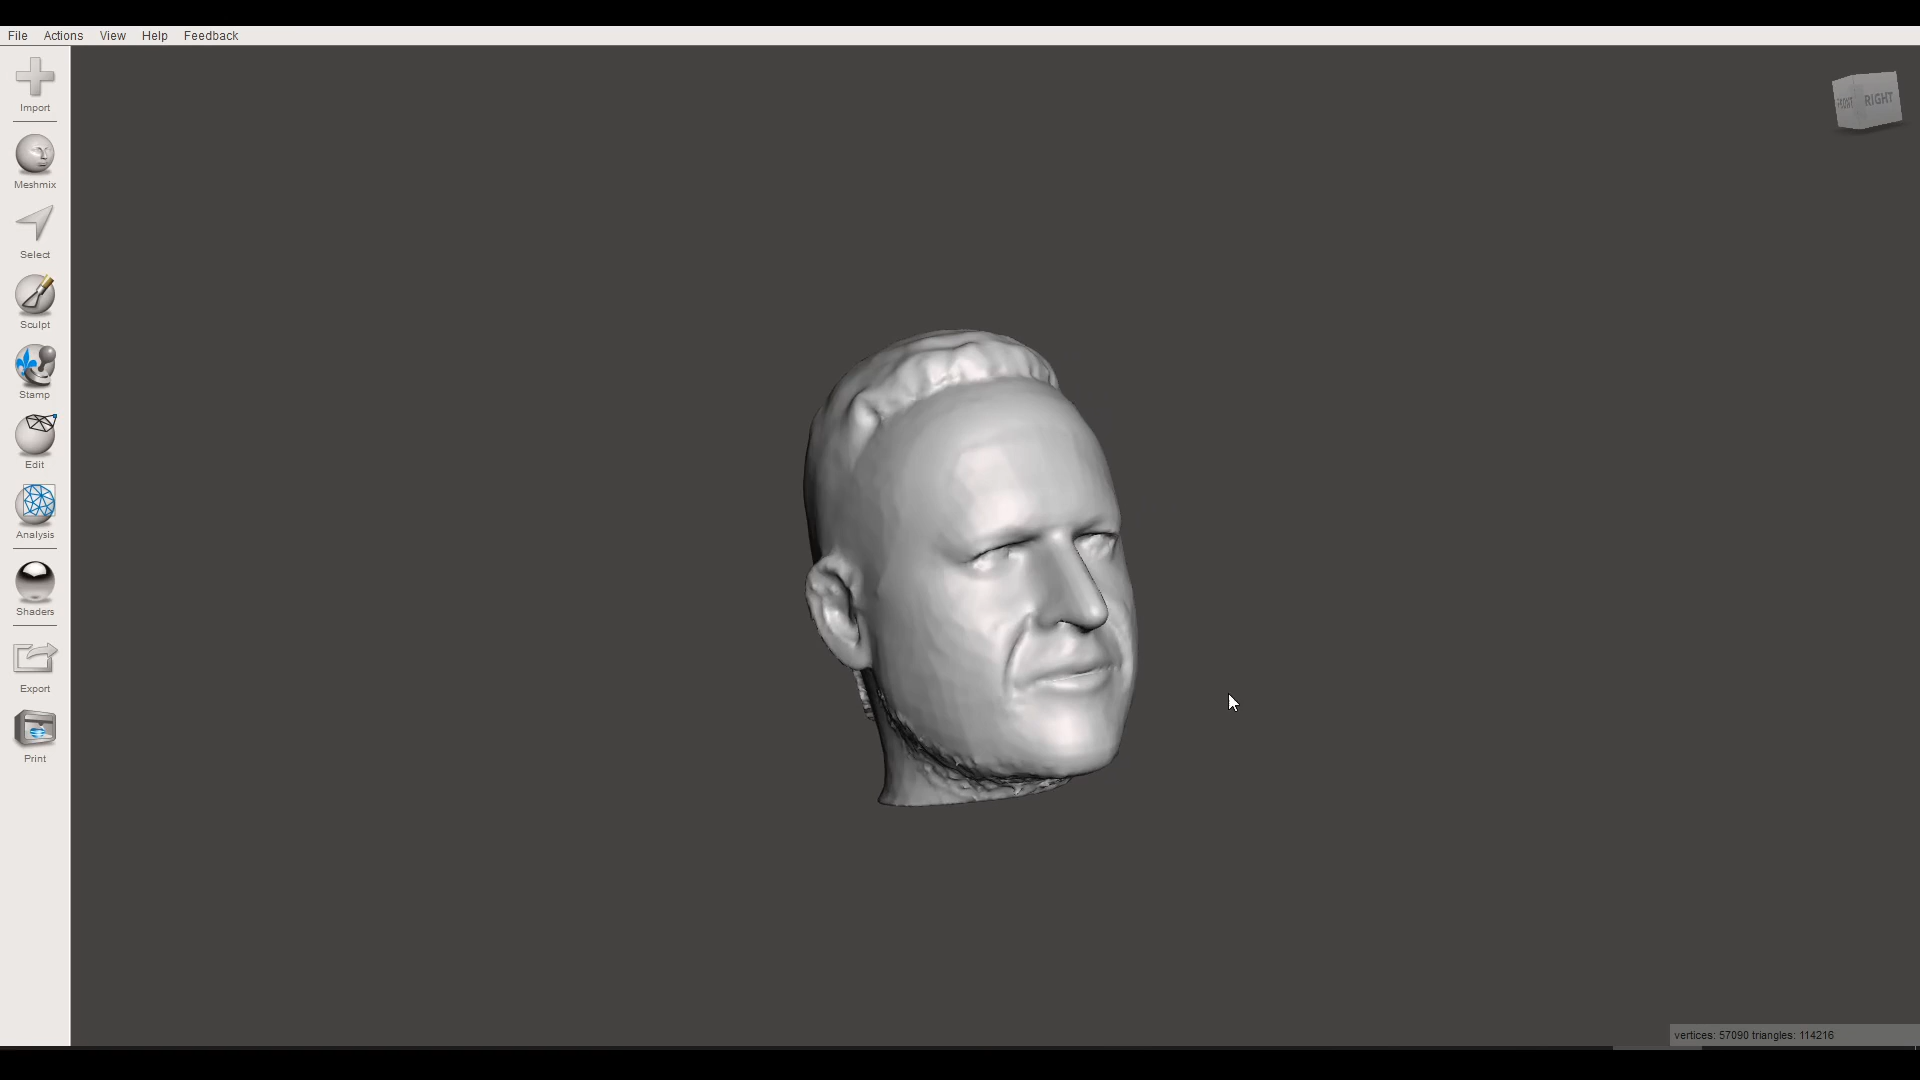 File Actions View Help Feedback
Import
Meshmix
Select
Sculpt
Stamp
Edit
Analysis
Shaders
Export
Print
FRONT RIGHT
vertices: 57090 triangles: 114216